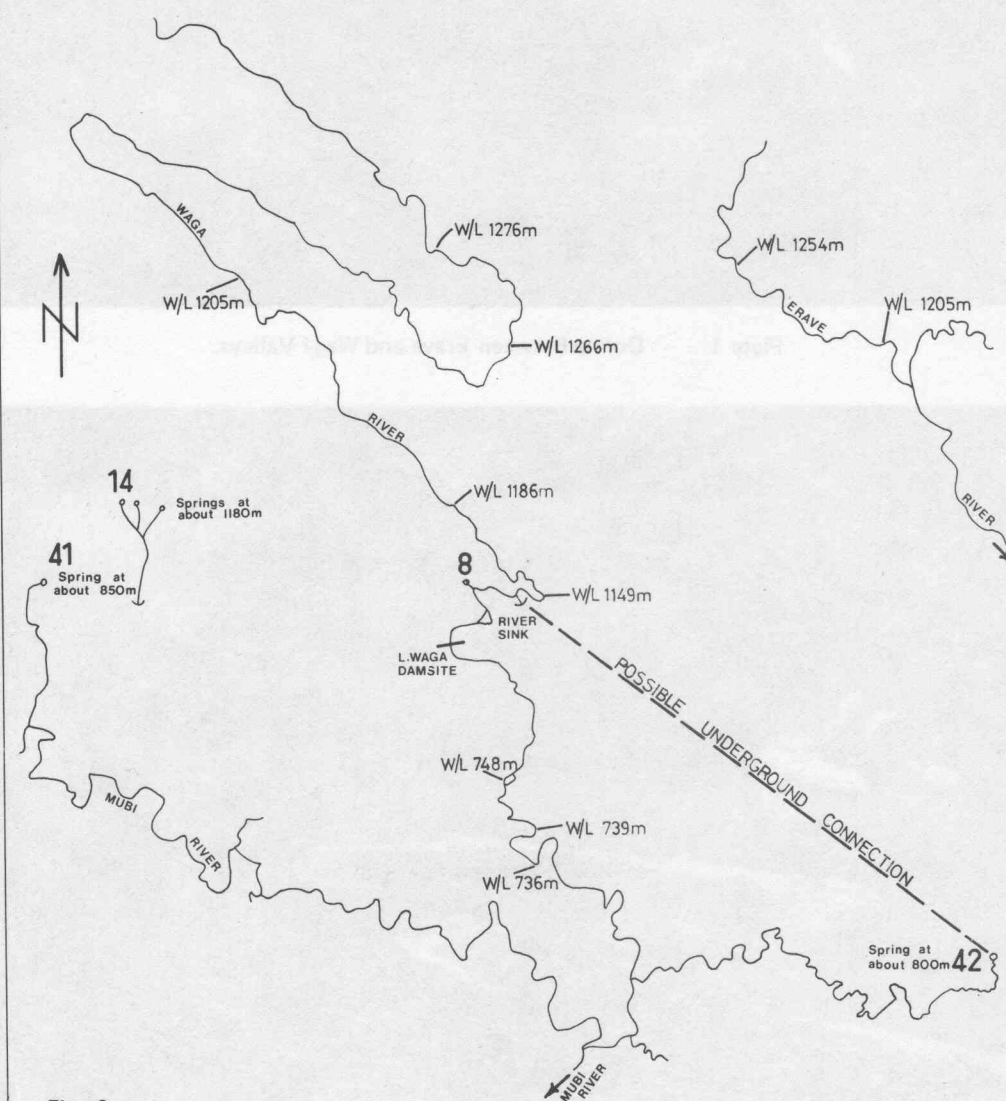 WAGA
W/L 1276m
W/L 1254m
W/L 1205m
ERAVE
W/L 1205m
W/L 1266m
RIVER
14
Springs at
about 1180m
W/L 1186m
RIVER
41
Spring at
about 850m
8
W/L 1149m
RIVER
SINK
L.WAGA
DAMSITE
POSSIBLE UNDERGROUND CONNECTION
W/L 748m
MUBI
RIVER
W/L 739m
W/L 736m
Spring at
about 800m
42
MUBI
RIVER
N